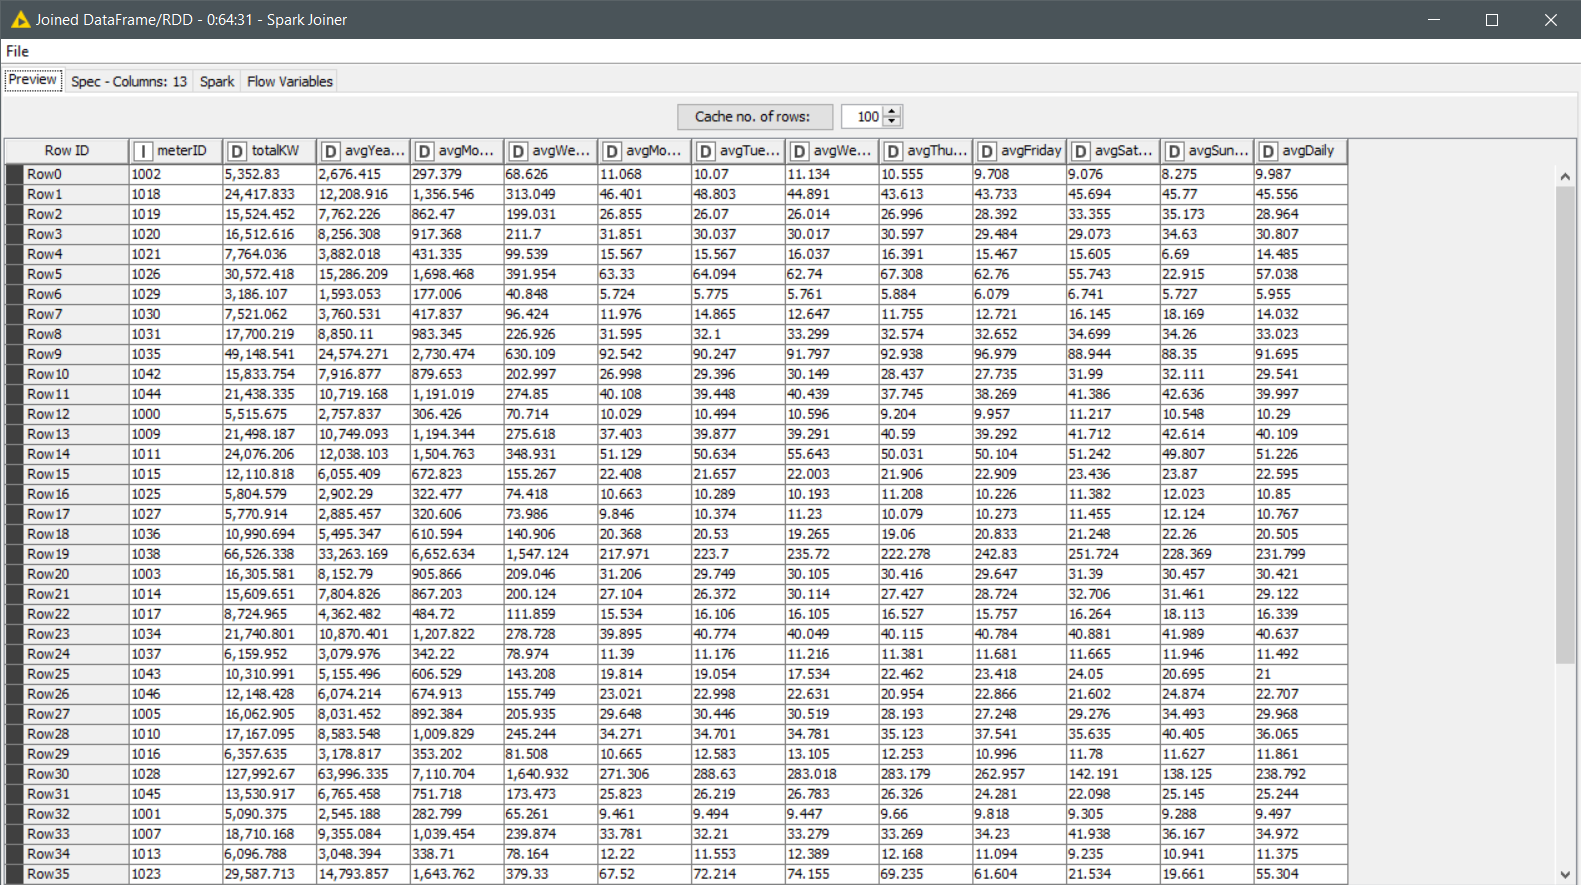 Joined DataFrame/RDD - 0:64:31 - Spark Joiner
File
Preview Spec - Columns: 13 Spark Flow Variables
Cache no. of rows: 100
Row ID I meterID D totalKW D avgYea... D avgMo... D avgWe... D avgMo... D avgTue... D avgWe... D avgThu... D avgFriday D avgSat... D avgSun... D avgDaily
Row0 1002 5,352.83 2,676.415 297.379 68.626 11.068 10.07 11.134 10.555 9.708 9.076 8.275 9.987
Row1 1018 24,417.833 12,208.916 1,356.546 313.049 46.401 48.803 44.891 43.613 43.733 45.694 45.77 45.556
Row2 1019 15,524.452 7,762.226 862.47 199.031 26.855 26.07 26.014 26.996 28.392 33.355 35.173 28.964
Row3 1020 16,512.616 8,256.308 917.368 211.7 31.851 30.037 30.017 30.597 29.484 29.073 34.63 30.807
Row4 1021 7,764.036 3,882.018 431.335 99.539 15.567 15.567 16.037 16.391 15.467 15.605 6.69 14.485
Row5 1026 30,572.418 15,286.209 1,698.468 391.954 63.33 64.094 62.74 67.308 62.76 55.743 22.915 57.038
Row6 1029 3,186.107 1,593.053 177.006 40.848 5.724 5.775 5.761 5.884 6.079 6.741 5.727 5.955
Row7 1030 7,521.062 3,760.531 417.837 96.424 11.976 14.865 12.647 11.755 12.721 16.145 18.169 14.032
Row8 1031 17,700.219 8,850.11 983.345 226.926 31.595 32.1 33.299 32.574 32.652 34.699 34.26 33.023
Row9 1035 49,148.541 24,574.271 2,730.474 630.109 92.542 90.247 91.797 92.938 96.979 88.944 88.35 91.695
Row10 1042 15,833.754 7,916.877 879.653 202.997 26.998 29.396 30.149 28.437 27.735 31.99 32.111 29.541
Row11 1044 21,438.335 10,719.168 1,191.019 274.85 40.108 39.448 40.439 37.745 38.269 41.386 42.636 39.997
Row12 1000 5,515.675 2,757.837 306.426 70.714 10.029 10.494 10.596 9.204 9.957 11.217 10.548 10.29
Row13 1009 21,498.187 10,749.093 1,194.344 275.618 37.403 39.877 39.291 40.59 39.292 41.712 42.614 40.109
Row14 1011 24,076.206 12,038.103 1,504.763 348.931 51.129 50.634 55.643 50.031 50.104 51.242 49.807 51.226
Row15 1015 12,110.818 6,055.409 672.823 155.267 22.408 21.657 22.003 21.906 22.909 23.436 23.87 22.595
Row16 1025 5,804.579 2,902.29 322.477 74.418 10.663 10.289 10.193 11.208 10.226 11.382 12.023 10.85
Row17 1027 5,770.914 2,885.457 320.606 73.986 9.846 10.374 11.23 10.079 10.273 11.455 12.124 10.767
Row18 1036 10,990.694 5,495.347 610.594 140.906 20.368 20.53 19.265 19.06 20.833 21.248 22.26 20.505
Row19 1038 66,526.338 33,263.169 6,652.634 1,547.124 217.971 223.7 235.72 222.278 242.83 251.724 228.369 231.799
Row20 1003 16,305.581 8,152.79 905.866 209.046 31.206 29.749 30.105 30.416 29.647 31.39 30.457 30.421
Row21 1014 15,609.651 7,804.826 867.203 200.124 27.104 26.372 30.114 27.427 28.724 32.706 31.461 29.122
Row22 1017 8,724.965 4,362.482 484.72 111.859 15.534 16.106 16.105 16.527 15.757 16.264 18.113 16.339
Row23 1034 21,740.801 10,870.401 1,207.822 278.728 39.895 40.774 40.049 40.115 40.784 40.881 41.989 40.637
Row24 1037 6,159.952 3,079.976 342.22 78.974 11.39 11.176 11.216 11.381 11.681 11.665 11.946 11.492
Row25 1043 10,310.991 5,155.496 606.529 143.208 19.814 19.054 17.534 22.462 23.418 24.05 20.695 21
Row26 1046 12,148.428 6,074.214 674.913 155.749 23.021 22.998 22.631 20.954 22.866 21.602 24.874 22.707
Row27 1005 16,062.905 8,031.452 892.384 205.935 29.648 30.446 30.519 28.193 27.248 29.276 34.493 29.968
Row28 1010 17,167.095 8,583.548 1,009.829 245.244 34.271 34.701 34.781 35.123 37.541 35.635 40.405 36.065
Row29 1016 6,357.635 3,178.817 353.202 81.508 10.665 12.583 13.105 12.253 10.996 11.78 11.627 11.861
Row30 1028 127,992.67 63,996.335 7,110.704 1,640.932 271.306 288.63 283.018 283.179 262.957 142.191 138.125 238.792
Row31 1045 13,530.917 6,765.458 751.718 173.473 25.823 26.219 26.783 26.326 24.281 22.098 25.145 25.244
Row32 1001 5,090.375 2,545.188 282.799 65.261 9.461 9.494 9.447 9.66 9.818 9.305 9.288 9.497
Row33 1007 18,710.168 9,355.084 1,039.454 239.874 33.781 32.21 33.279 33.269 34.23 41.938 36.167 34.972
Row34 1013 6,096.788 3,048.394 338.71 78.164 12.22 11.553 12.389 12.168 11.094 9.235 10.941 11.375
Row35 1023 29,587.713 14,793.857 1,643.762 379.33 67.52 72.214 74.155 69.235 61.604 21.534 19.661 55.304